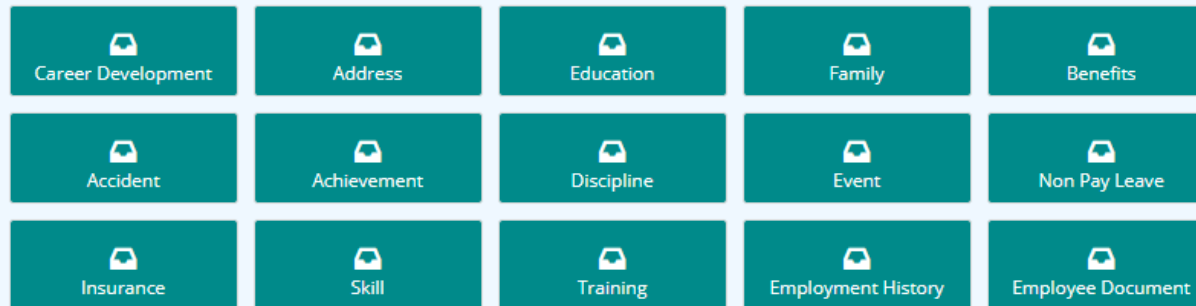 Career Development
Address
Education
Family
Benefits
Accident
Achievement
Discipline
Event
Non Pay Leave
Insurance
Skill
Training
Employment History
Employee Document